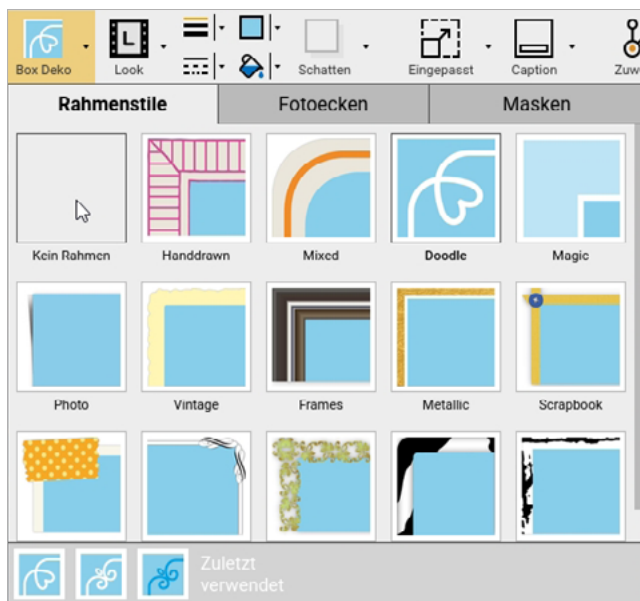 Box Deko
Look
Schatten
Eingepasst
Caption
Zuw
Rahmenstile
Fotoecken
Masken
Kein Rahmen
Handdrawn
Mixed
Doodle
Magic
Photo
Vintage
Frames
Metallic
Scrapbook
Zuletzt
verwendet